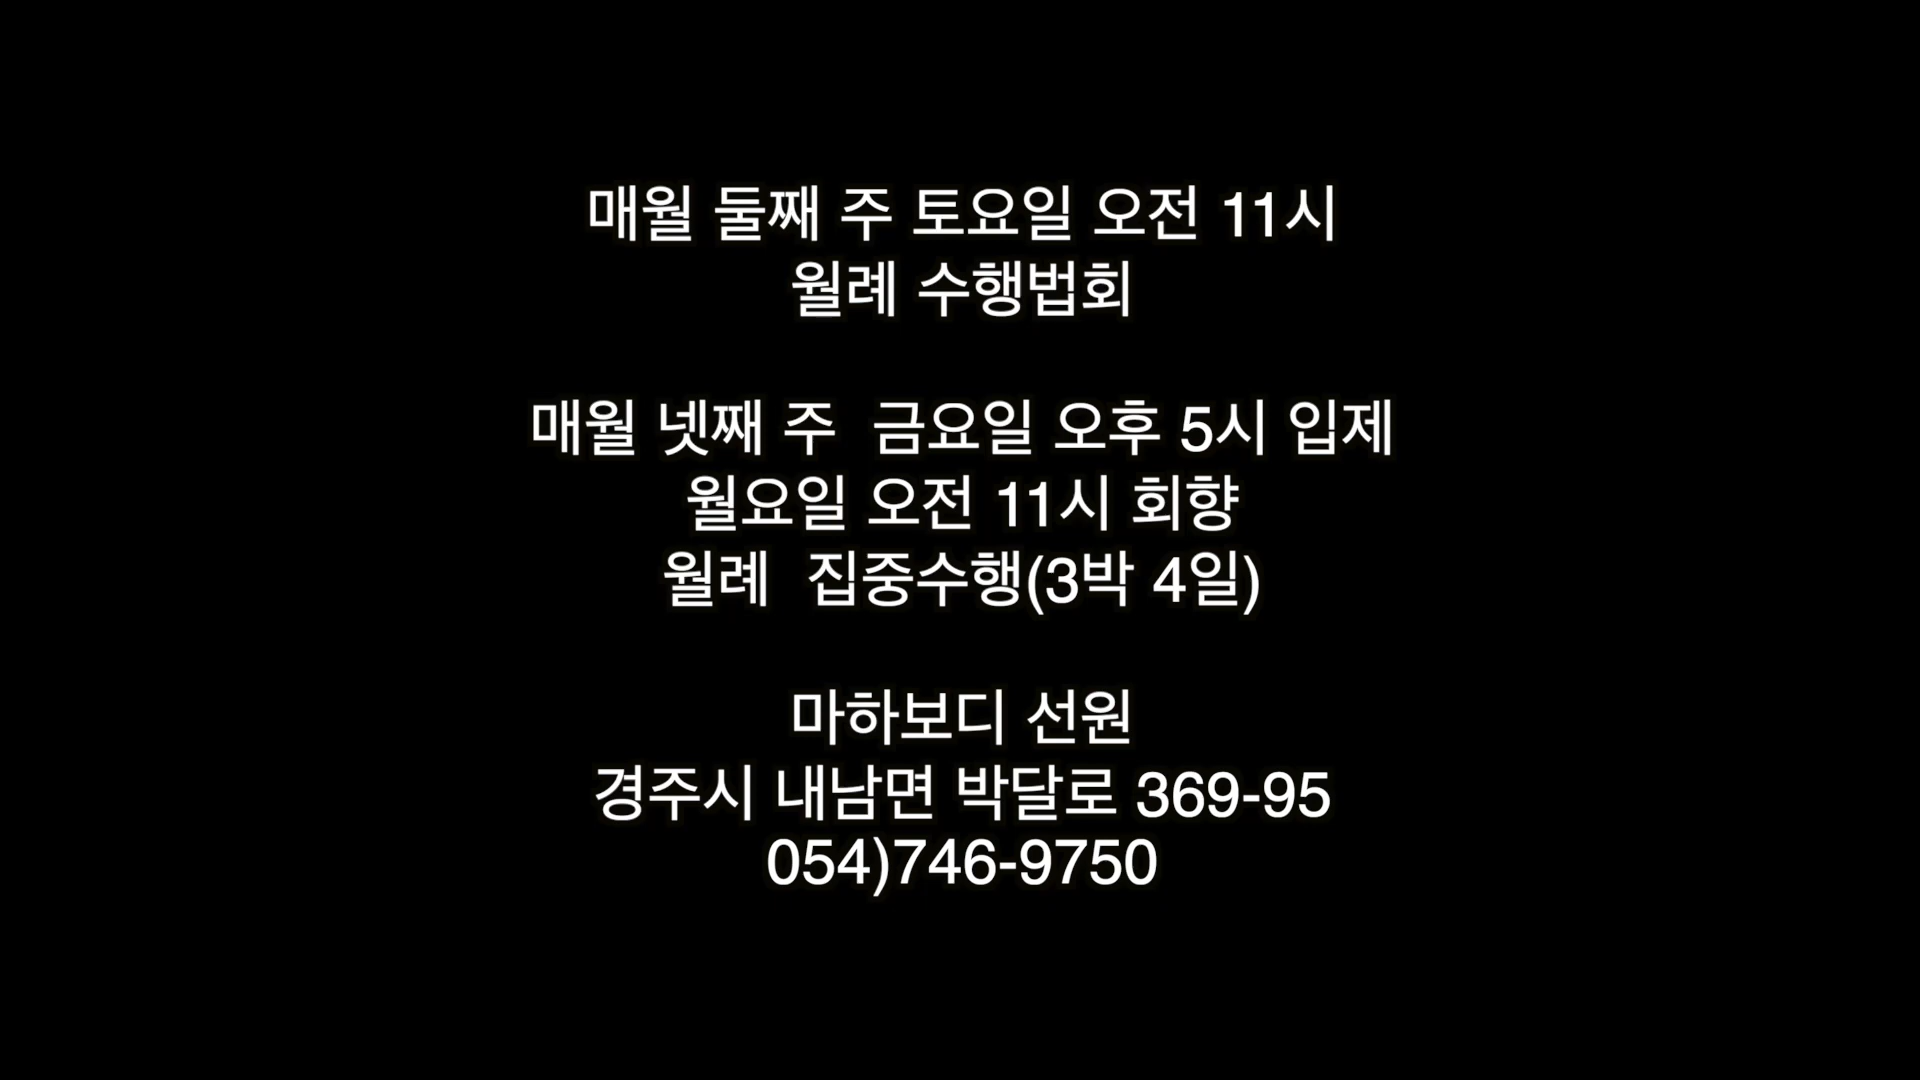 매월 둘째 주 토요일 오전 11시
월례 수행법회
매월 넷째 주 금요일 오후 5시 입제
월요일 오전 11시 회향
월례 집중수행(3박 4일)
마하보디 선원
경주시 내남면 박달로 369-95
054)746-9750